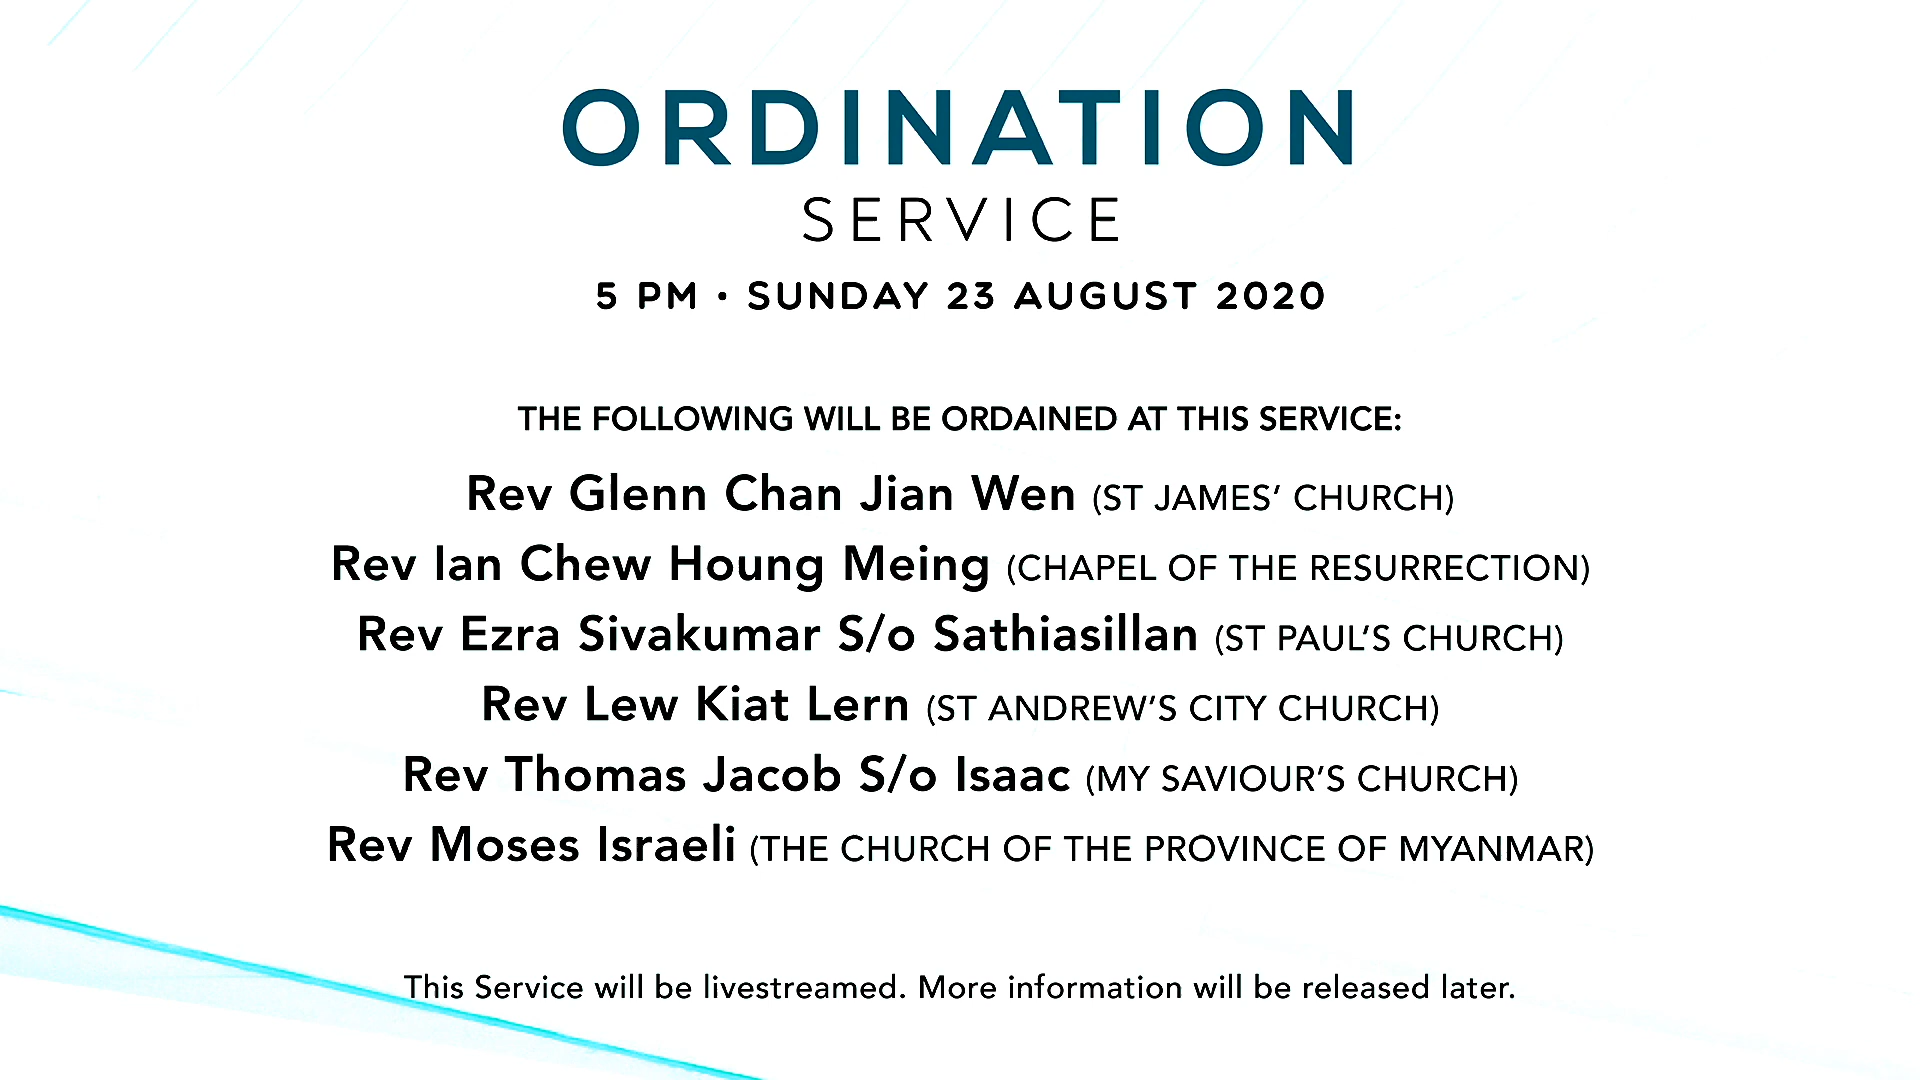 ORDINATION
SERVICE
5 PM · SUNDAY 23 AUGUST 2020
THE FOLLOWING WILL BE ORDAINED AT THIS SERVICE:
Rev Glenn Chan Jian Wen (ST JAMES’ CHURCH)
Rev Ian Chew Houng Meing (CHAPEL OF THE RESURRECTION)
Rev Ezra Sivakumar S/o Sathiasillan (ST PAUL’S CHURCH)
Rev Lew Kiat Lern (ST ANDREW’S CITY CHURCH)
Rev Thomas Jacob S/o Isaac (MY SAVIOUR’S CHURCH)
Rev Moses Israeli (THE CHURCH OF THE PROVINCE OF MYANMAR)
This Service will be livestreamed. More information will be released later.